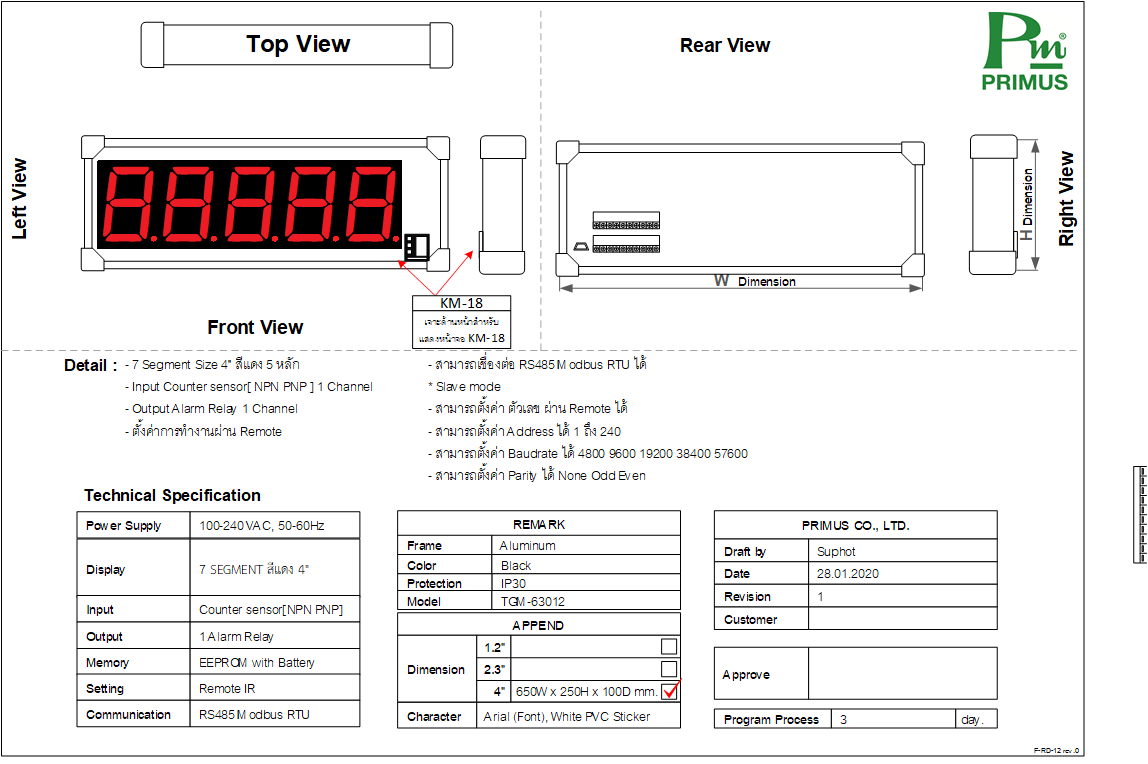 Top View
Rear View
Pm®
PRIMUS
Left View
H Dimension
Right View
W Dimension
KM-18
เจาะด้านหน้าสำหรับ
แสดงหน้าจอ KM-18
Front View
Detail :
- 7 Segment Size 4" สีแดง 5 หลัก
- Input Counter sensor[ NPN PNP ] 1 Channel
- Output Alarm Relay 1 Channel
- ตั้งค่าการทำงานผ่าน Remote
- สามารถเชื่องต่อ RS485 Modbus RTU ได้
* Slave mode
- สามารถตั้งค่า ตัวเลข ผ่าน Remote ได้
- สามารถตั้งค่า Address ได้ 1 ถึง 240
- สามารถตั้งค่า Baudrate ได้ 4800 9600 19200 38400 57600
- สามารถตั้งค่า Parity ได้ None Odd Even
Technical Specification
Power Supply 100-240 VAC, 50-60Hz
Display 7 SEGMENT สีแดง 4"
Input Counter sensor[NPN PNP]
Output 1 Alarm Relay
Memory EEPROM with Battery
Setting Remote IR
Communication RS485 Modbus RTU
REMARK
Frame Aluminum
Color Black
Protection IP30
Model TGM-63012
APPEND
Dimension
1.2"
2.3"
4" 650W x 250H x 100D mm.
Character Arial (Font), White PVC Sticker
PRIMUS CO., LTD.
Draft by Suphot
Date 28.01.2020
Revision 1
Customer
Approve
Program Process 3 day.
F-RD-12 rev .0